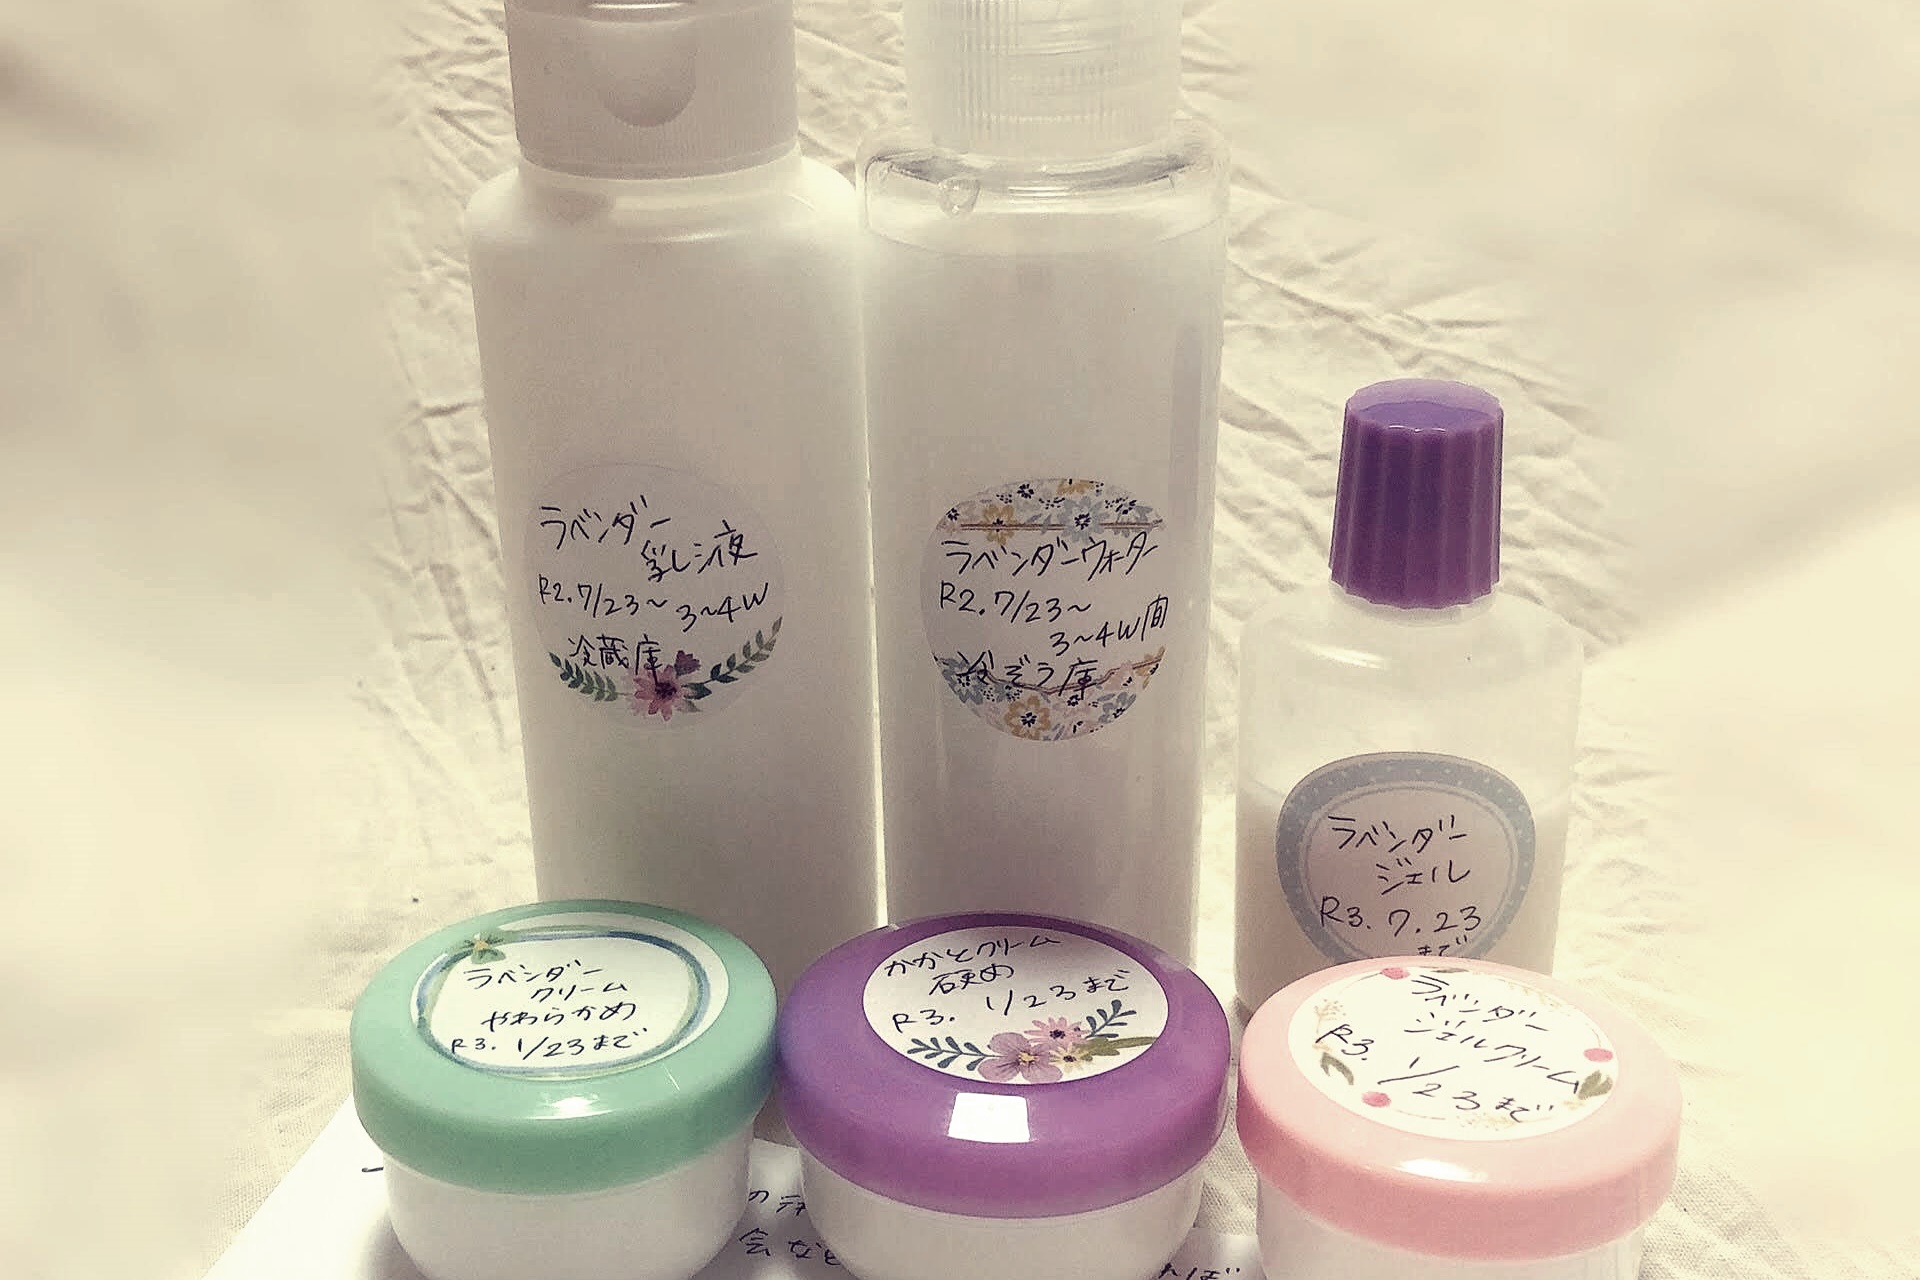 ラベンダー
乳液
R2.7/23〜
3〜4W
冷蔵庫
ラベンダーウォーター
R2.7/23〜
3〜4W間
冷ぞう庫
ラベンダー
ジェル
R3.7.23
まで
ラベンダー
クリーム
やわらかめ
R3. 1/23まで
かかとクリーム
硬め
R3. 1/23まで
ラベンダー
ジェルクリーム
R3. 1/23まで
会など